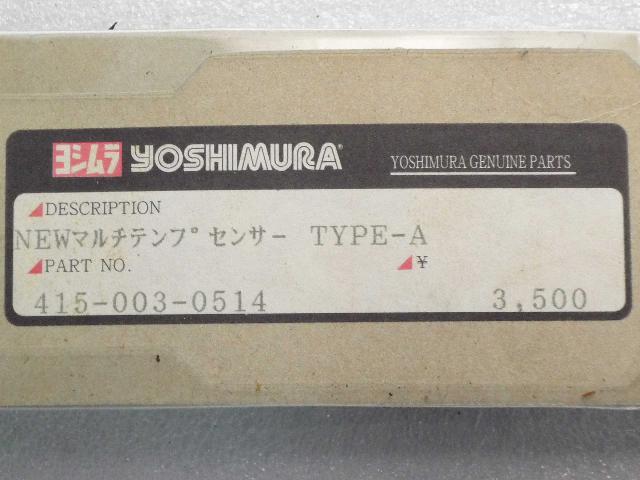 ヨシムラ YOSHIMURA® YOSHIMURA GENUINE PARTS
DESCRIPTION
NEWマルチテンプセンサー TYPE-A
PART NO. ¥
415-003-0514 3,500